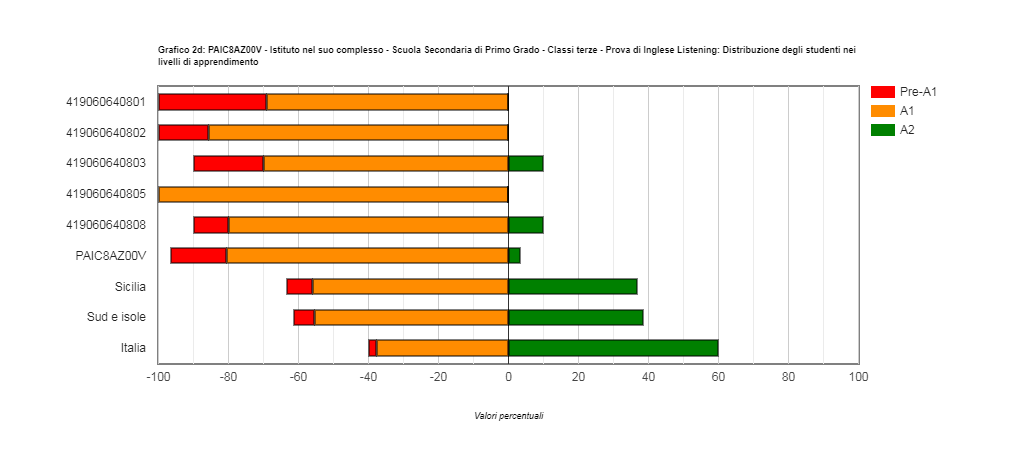 Grafico 2d: PAIC8AZ00V - Istituto nel suo complesso - Scuola Secondaria di Primo Grado - Classi terze - Prova di Inglese Listening: Distribuzione degli studenti nei
livelli di apprendimento
Pre-A1
A1
A2
419060640801
419060640802
419060640803
419060640805
419060640808
PAIC8AZ00V
Sicilia
Sud e isole
Italia
-100 -80 -60 -40 -20 0 20 40 60 80 100
Valori percentuali